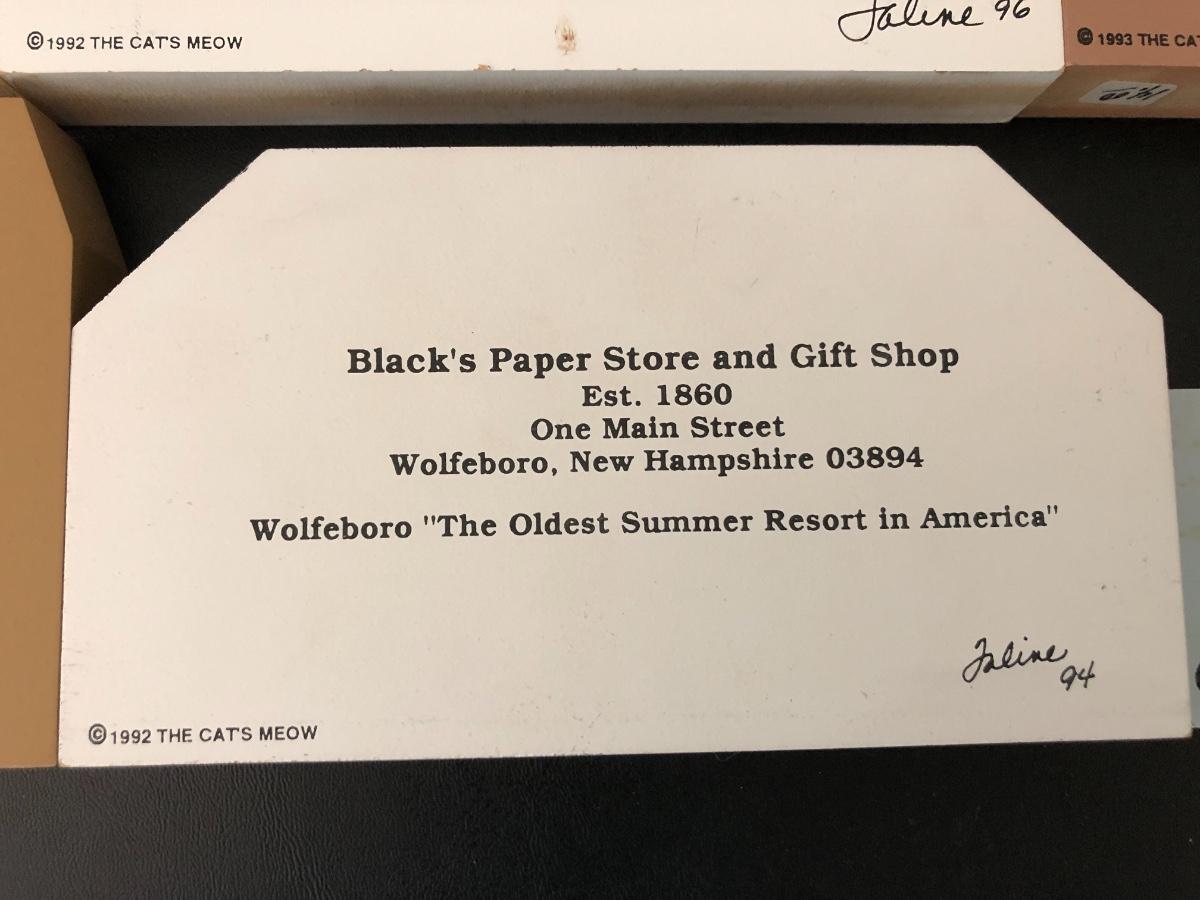 Faline 96
©1992 THE CAT'S MEOW
© 1993 THE CA
Black's Paper Store and Gift Shop
Est. 1860
One Main Street
Wolfeboro, New Hampshire 03894
Wolfeboro "The Oldest Summer Resort in America"
Faline
94
©1992 THE CAT'S MEOW